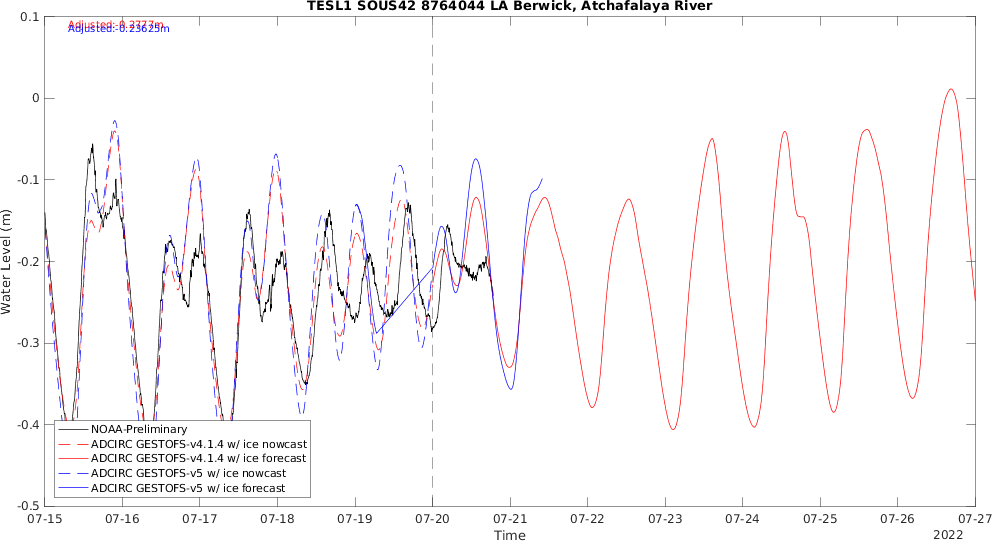 TESL1 SOUS42 8764044 LA Berwick, Atchafalaya River
Adjusted:-0.2777m
Adjusted:-0.23625m
0.1
0
-0.1
-0.2
-0.3
-0.4
-0.5
Water Level (m)
NOAA-Preliminary
ADCIRC GESTOFS-v4.1.4 w/ ice nowcast
ADCIRC GESTOFS-v4.1.4 w/ ice forecast
ADCIRC GESTOFS-v5 w/ ice nowcast
ADCIRC GESTOFS-v5 w/ ice forecast
07-15 07-16 07-17 07-18 07-19 07-20 07-21 07-22 07-23 07-24 07-25 07-26 07-27
Time
2022